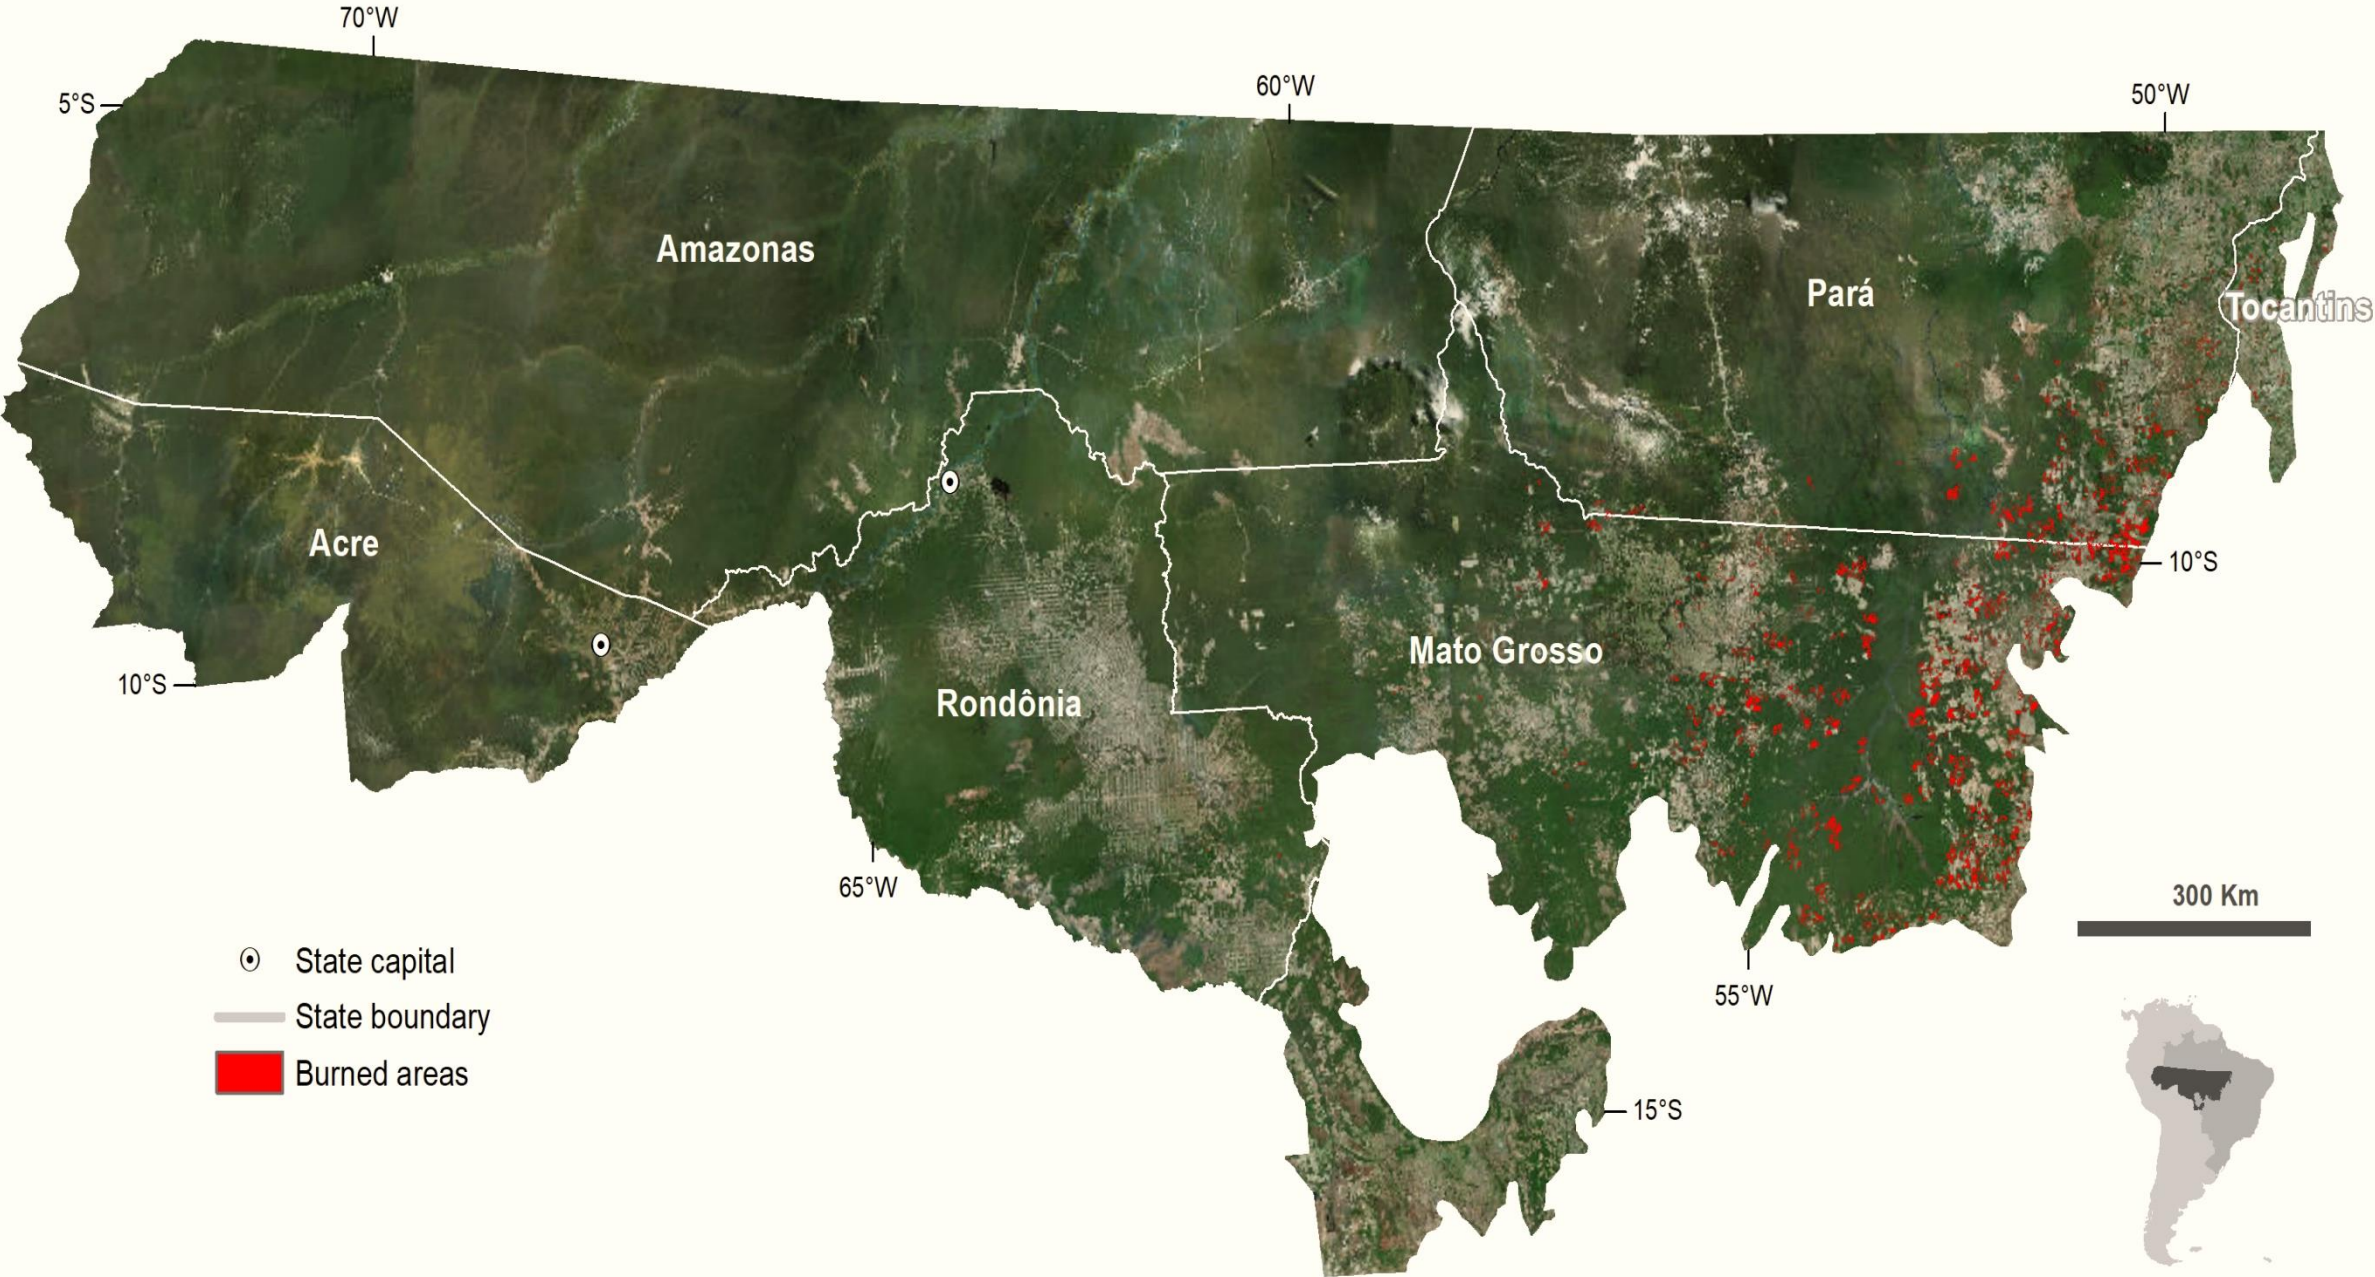 70°W
60°W
50°W
5°S
Amazonas
Pará
Tocantins
Acre
10°S
Mato Grosso
10°S
Rondônia
65°W
300 Km
State capital
55°W
State boundary
Burned areas
15°S